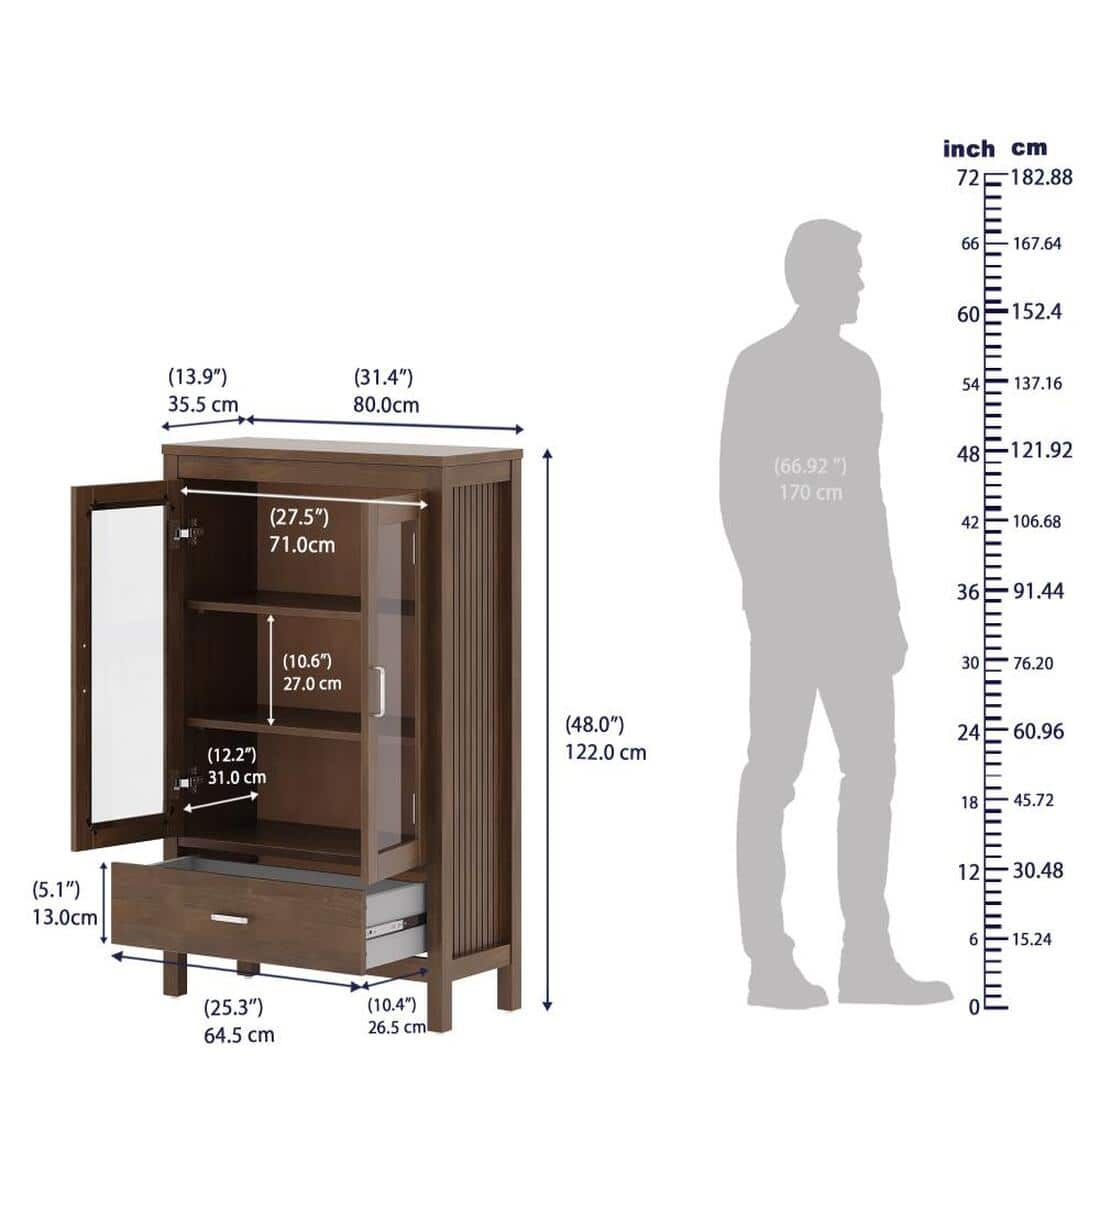 inch cm
72 182.88
66 167.64
60 152.4
54 137.16
48 121.92
42 106.68
36 91.44
30 76.20
24 60.96
18 45.72
12 30.48
6 15.24
0
(13.9”)
35.5 cm
(31.4”)
80.0cm
(27.5”)
71.0cm
(10.6”)
27.0 cm
(12.2”)
31.0 cm
(48.0”)
122.0 cm
(5.1”)
13.0cm
(25.3”)
64.5 cm
(10.4”)
26.5 cm
(66.92 ”)
170 cm